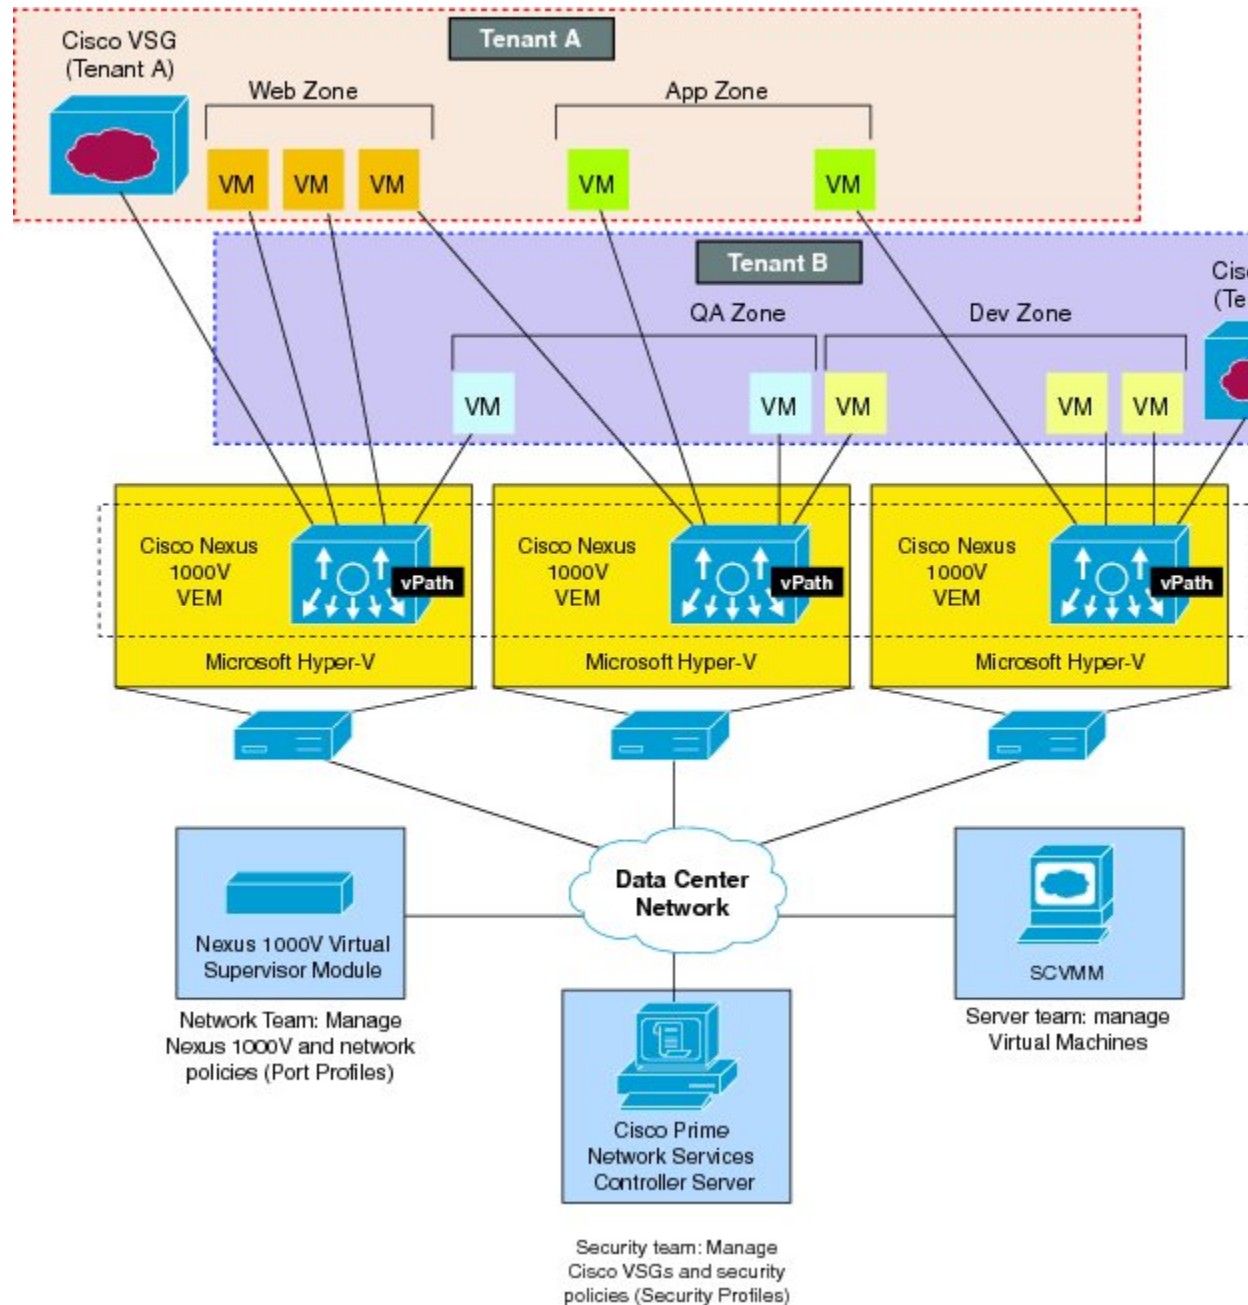 Tenant A
Cisco VSG
(Tenant A)
Web Zone
App Zone
VM
VM
VM
VM
VM
Tenant B
QA Zone
Dev Zone
VM
VM
VM
VM
VM
Cisco Nexus
1000V
VEM
vPath
Cisco Nexus
1000V
VEM
vPath
Cisco Nexus
1000V
VEM
vPath
Microsoft Hyper-V
Microsoft Hyper-V
Microsoft Hyper-V
Data Center
Network
Nexus 1000V Virtual
Supervisor Module
Network Team: Manage
Nexus 1000V and network
policies (Port Profiles)
SCVMM
Server team: manage
Virtual Machines
Cisco Prime
Network Services
Controller Server
Security team: Manage
Cisco VSGs and security
policies (Security Profiles)